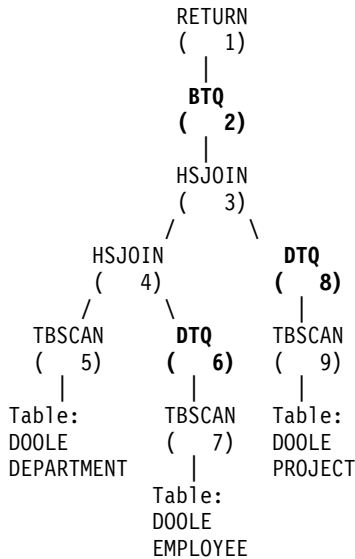 RETURN
( 1)
|
BTQ
( 2)
|
HSJOIN
( 3)
/ \
HSJOIN DTQ
( 4) ( 8)
/ \ |
TBSCAN DTQ TBSCAN
( 5) ( 6) ( 9)
| | |
Table: TBSCAN Table:
DOOLE ( 7) DOOLE
DEPARTMENT | PROJECT
Table:
DOOLE
EMPLOYEE